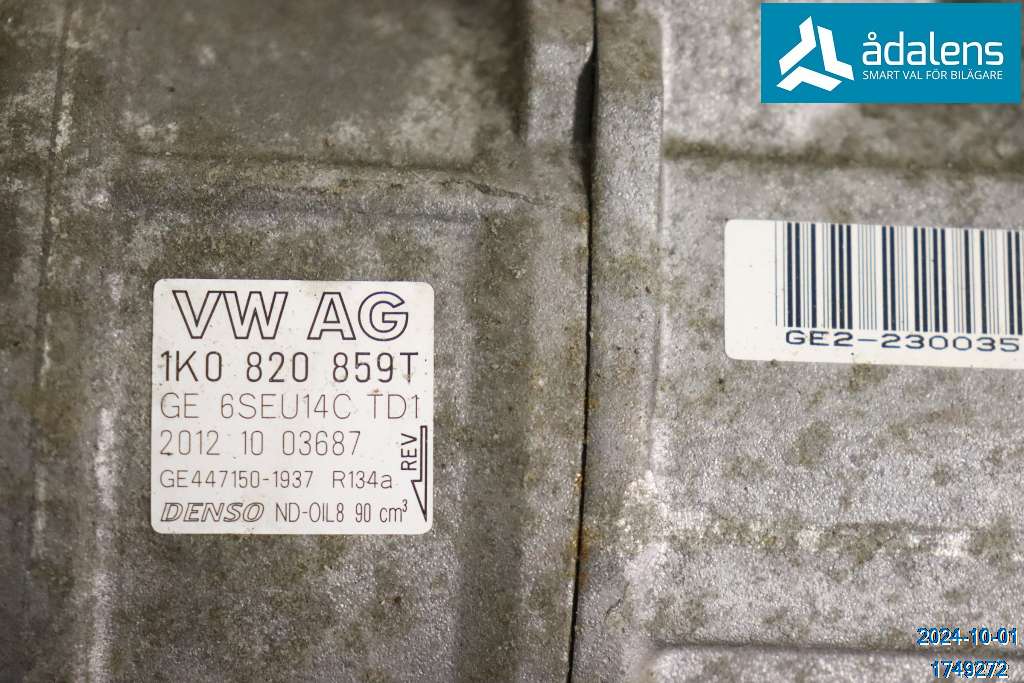 ådalens
SMART VAL FÖR BILÄGARE
VW AG
1K0 820 859T
GE 6SEU14C TD1
2012 10 03687
REV
GE447150-1937 R134a
DENSO ND-OIL8 90 cm³
GE2-230035
2024-10-01
1749272